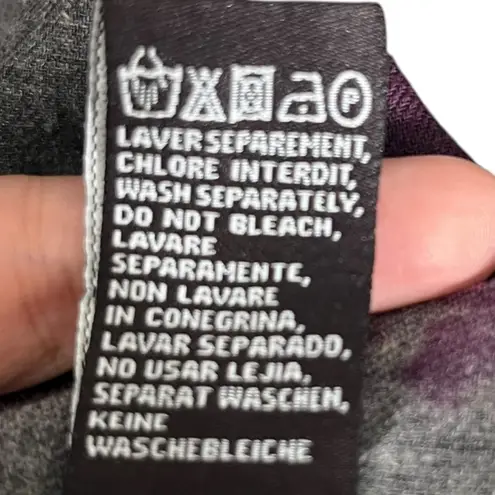 P
LAVER SEPAREMENT,
CHLORE INTERDIT,
WASH SEPARATELY,
DO NOT BLEACH,
LAVARE
SEPARAMENTE,
NON LAVARE
IN CONEGRINA,
LAVAR SEPARADO,
NO USAR LEJIA,
SEPARAT WASCHEN,
KEINE
WASCHEBLEICHE